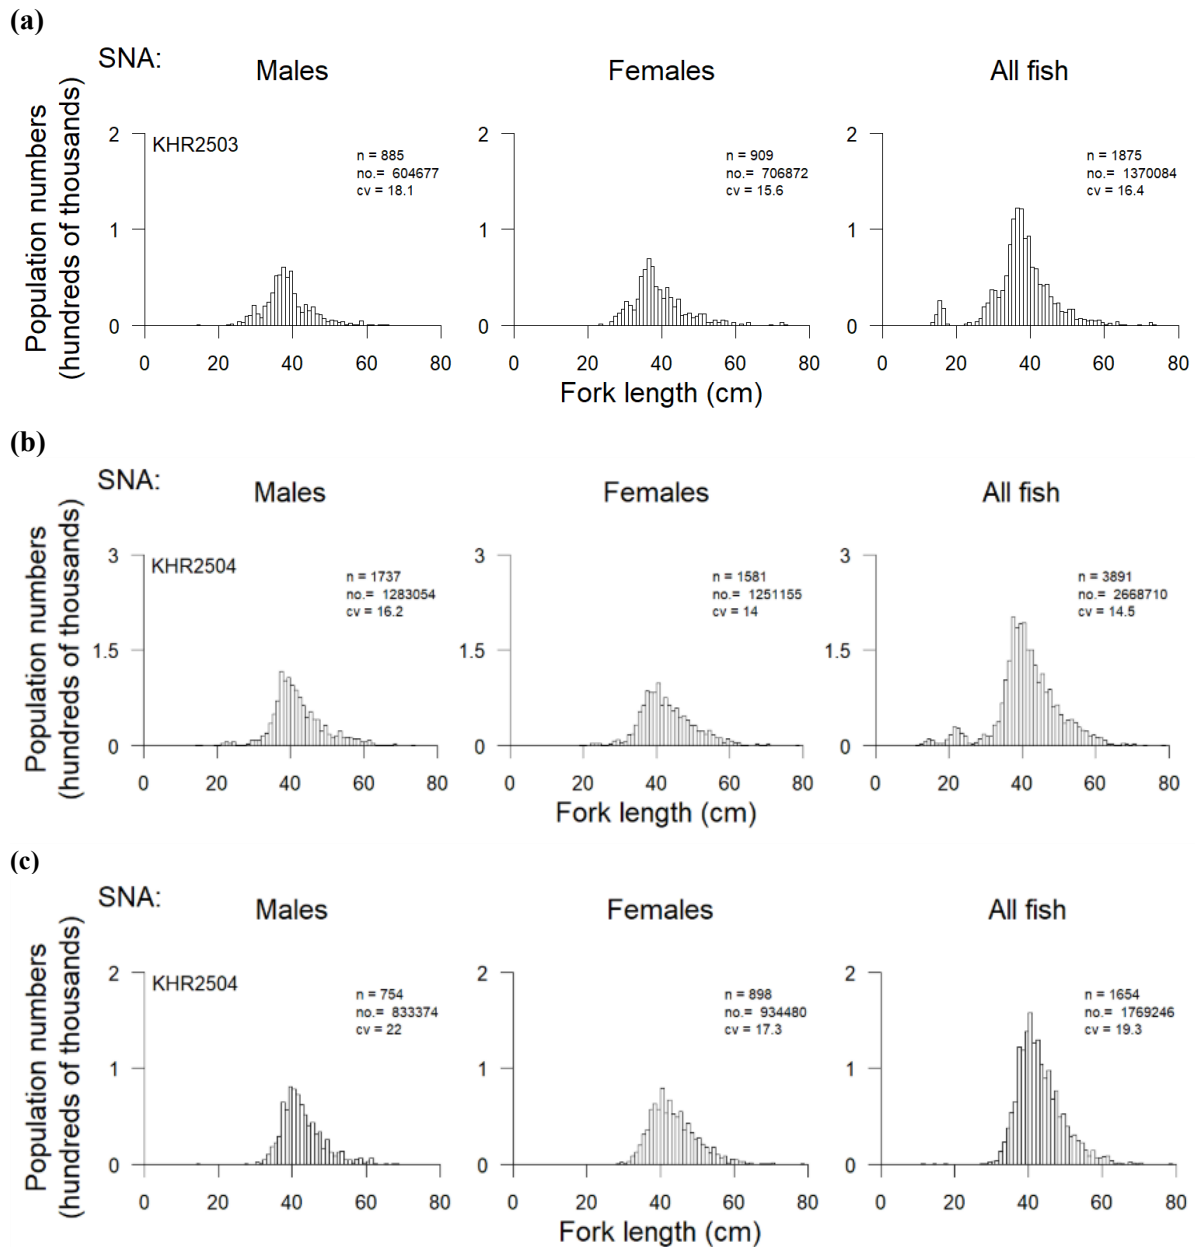 (a)
SNA:
Males
Females
All fish
Population numbers
(hundreds of thousands)
KHR2503
n = 885
no.= 604677
cv = 18.1
n = 909
no.= 706872
cv = 15.6
n = 1875
no.= 1370084
cv = 16.4
2
1
0
2
1
0
2
1
0
0 20 40 60 80
0 20 40 60 80
0 20 40 60 80
Fork length (cm)
(b)
SNA:
Males
Females
All fish
Population numbers
(hundreds of thousands)
KHR2504
n = 1737
no.= 1283054
cv = 16.2
n = 1581
no.= 1251155
cv = 14
n = 3891
no.= 2668710
cv = 14.5
3
1.5
0
3
1.5
0
3
1.5
0
0 20 40 60 80
0 20 40 60 80
0 20 40 60 80
Fork length (cm)
(c)
SNA:
Males
Females
All fish
Population numbers
(hundreds of thousands)
KHR2504
n = 754
no.= 833374
cv = 22
n = 898
no.= 934480
cv = 17.3
n = 1654
no.= 1769246
cv = 19.3
2
1
0
2
1
0
2
1
0
0 20 40 60 80
0 20 40 60 80
0 20 40 60 80
Fork length (cm)